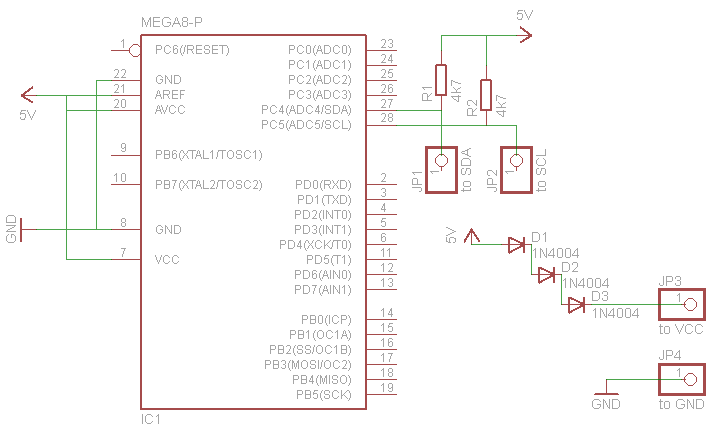 MEGA8-P
1 PC6(/RESET)
22 GND
21 AREF
20 AVCC
5V
9 PB6(XTAL1/TOSC1)
10 PB7(XTAL2/TOSC2)
GND
8 GND
7 VCC
PC0(ADC0) 23
PC1(ADC1) 24
PC2(ADC2) 25
PC3(ADC3) 26
PC4(ADC4/SDA) 27
PC5(ADC5/SCL) 28
PD0(RXD) 2
PD1(TXD) 3
PD2(INT0) 4
PD3(INT1) 5
PD4(XCK/T0) 6
PD5(T1) 11
PD6(AIN0) 12
PD7(AIN1) 13
PB0(ICP) 14
PB1(OC1A) 15
PB2(SS/OC1B) 16
PB3(MOSI/OC2) 17
PB4(MISO) 18
PB5(SCK) 19
IC1
5V
R1
4k7
R2
4k7
JP1
1
to SDA
JP2
1
to SCL
5V
D1
1N4004
D2
1N4004
D3
1N4004
JP3
1
to VCC
JP4
1
to GND
GND